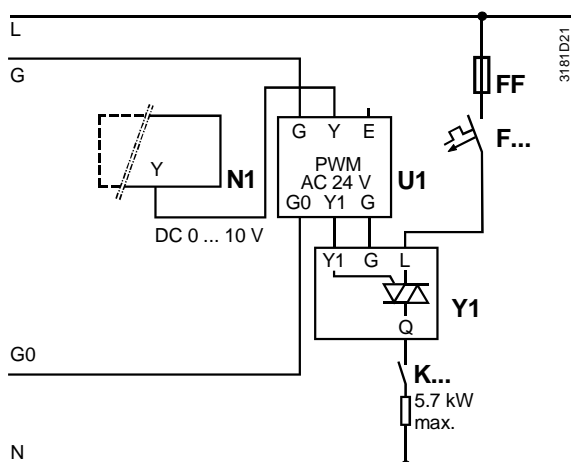 L
3181D21
G
FF
F...
G Y E
PWM
AC 24 V
U1
G0 Y1 G
Y
N1
DC 0 ... 10 V
Y1 G L
Y1
Q
G0
K...
5.7 kW
max.
N